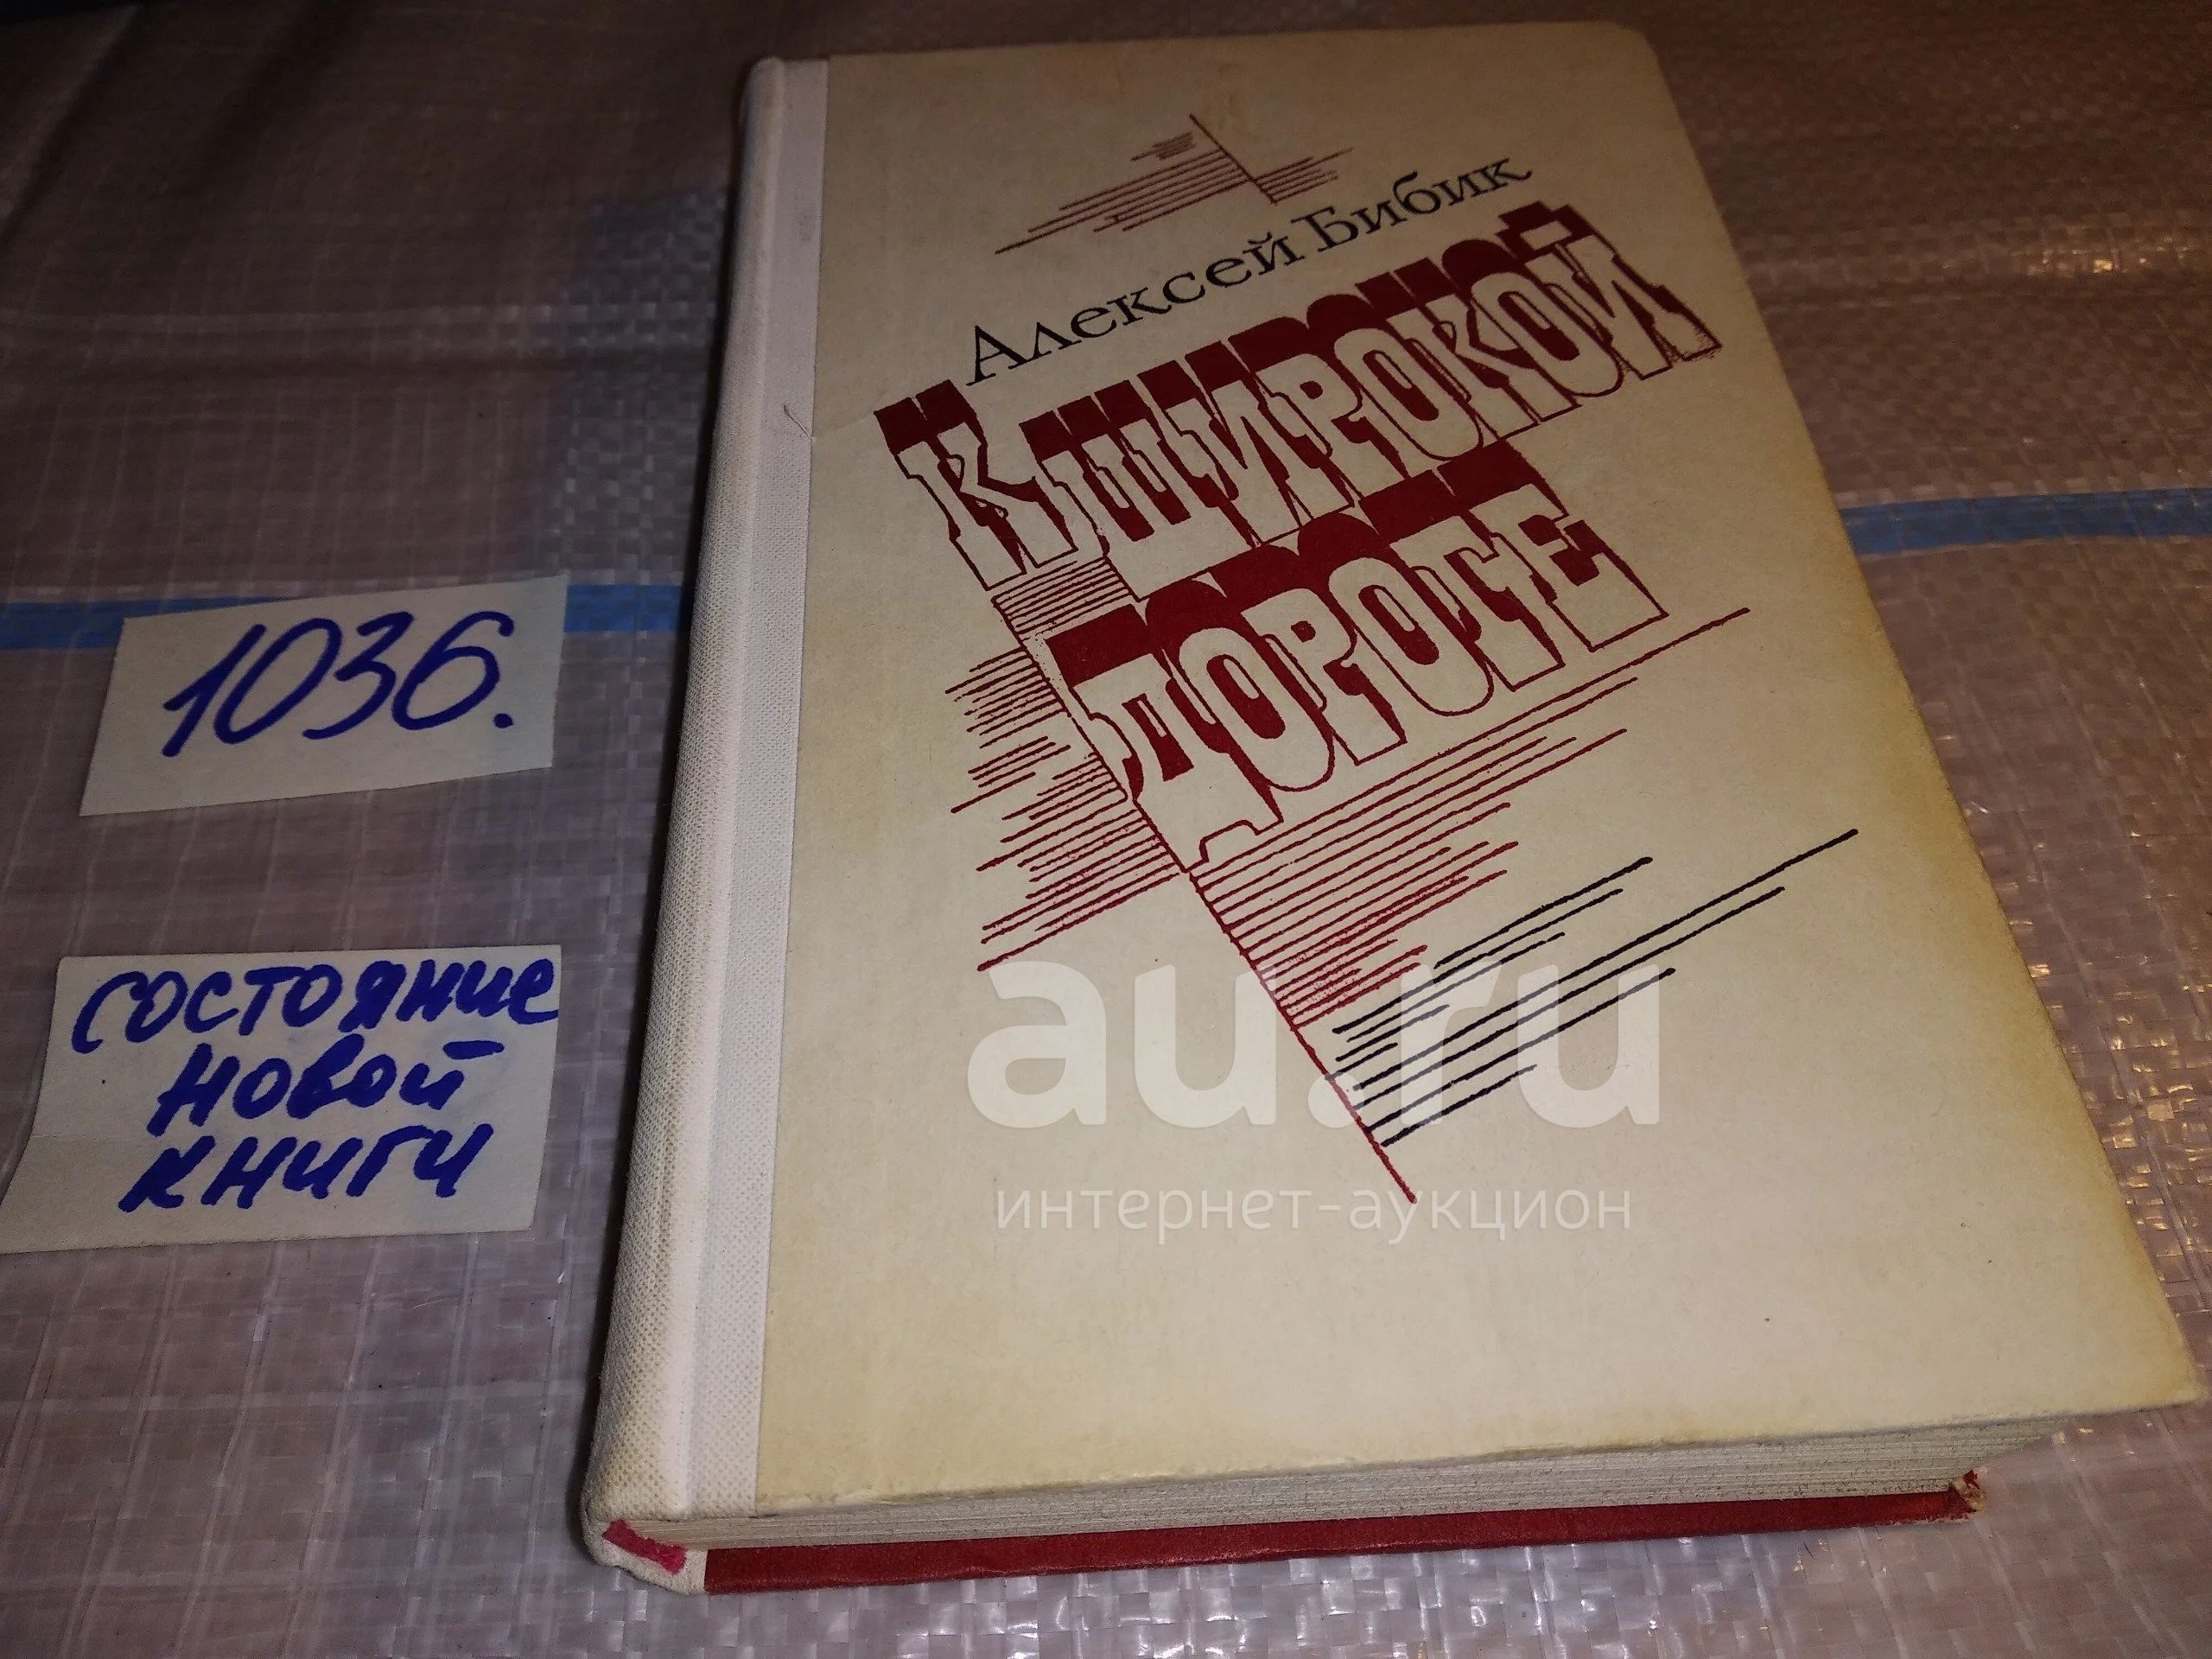 Алексей Бибик
К ШИРОКОЙ
ДОРОГЕ
1036.
состояние
новой
книги
au.ru
интернет-аукцион